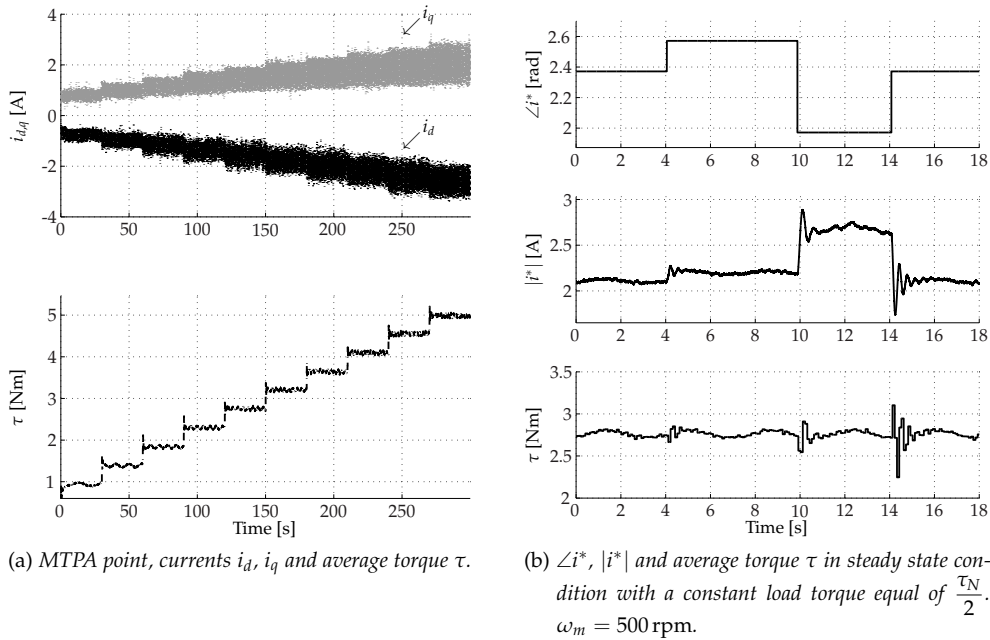 4
2
0
-2
-4
i_{d,q} [A]
i_q
i_d
0 50 100 150 200 250
5
4
3
2
1
τ [Nm]
0 50 100 150 200 250
Time [s]
(a) MTPA point, currents i_d, i_q and average torque τ.
2.6
2.4
2.2
2
∠i* [rad]
0 2 4 6 8 10 12 14 16 18
3
2.5
2
|i*| [A]
0 2 4 6 8 10 12 14 16 18
3.5
3
2.5
2
τ [Nm]
0 2 4 6 8 10 12 14 16 18
Time [s]
(b) ∠i*, |i*| and average torque τ in steady state con-
dition with a constant load torque equal of τ_N/2.
ω_m = 500 rpm.